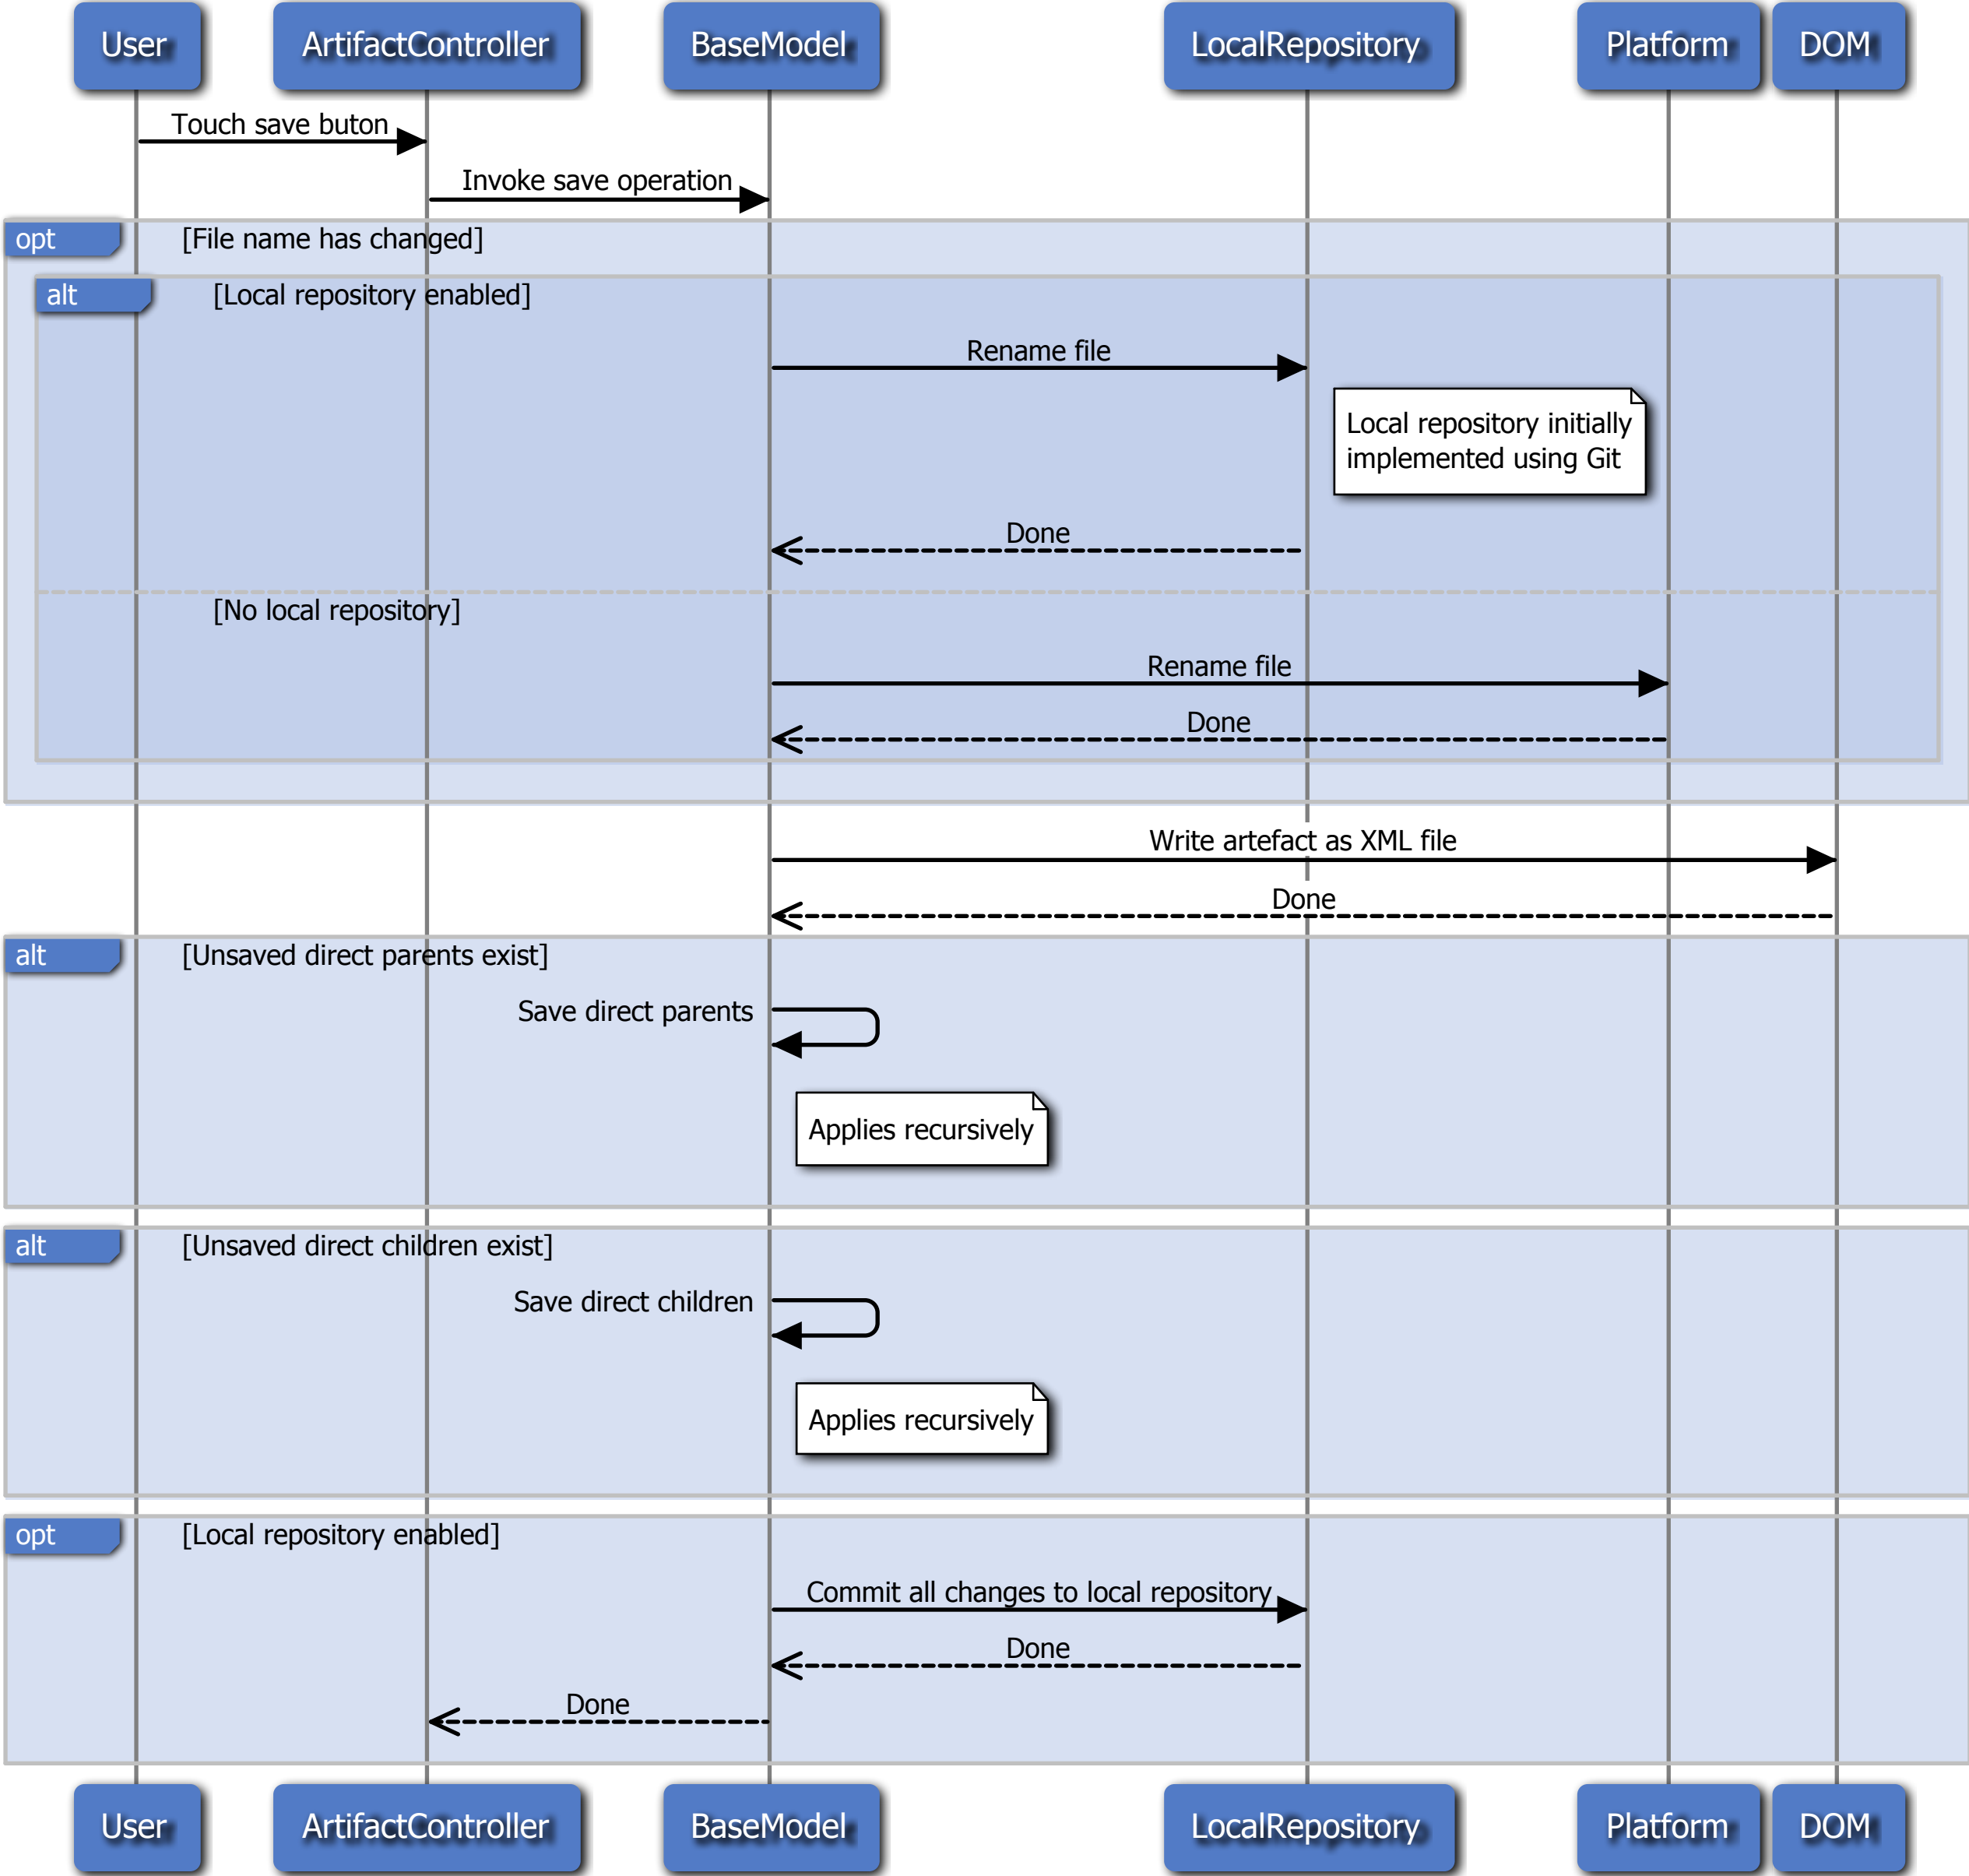 User
ArtifactController
BaseModel
LocalRepository
Platform
DOM
Touch save buton
Invoke save operation
opt
[File name has changed]
alt
[Local repository enabled]
Rename file
Local repository initially
implemented using Git
Done
[No local repository]
Rename file
Done
Write artefact as XML file
Done
alt
[Unsaved direct parents exist]
Save direct parents
Applies recursively
alt
[Unsaved direct children exist]
Save direct children
Applies recursively
opt
[Local repository enabled]
Commit all changes to local repository
Done
Done
User
ArtifactController
BaseModel
LocalRepository
Platform
DOM